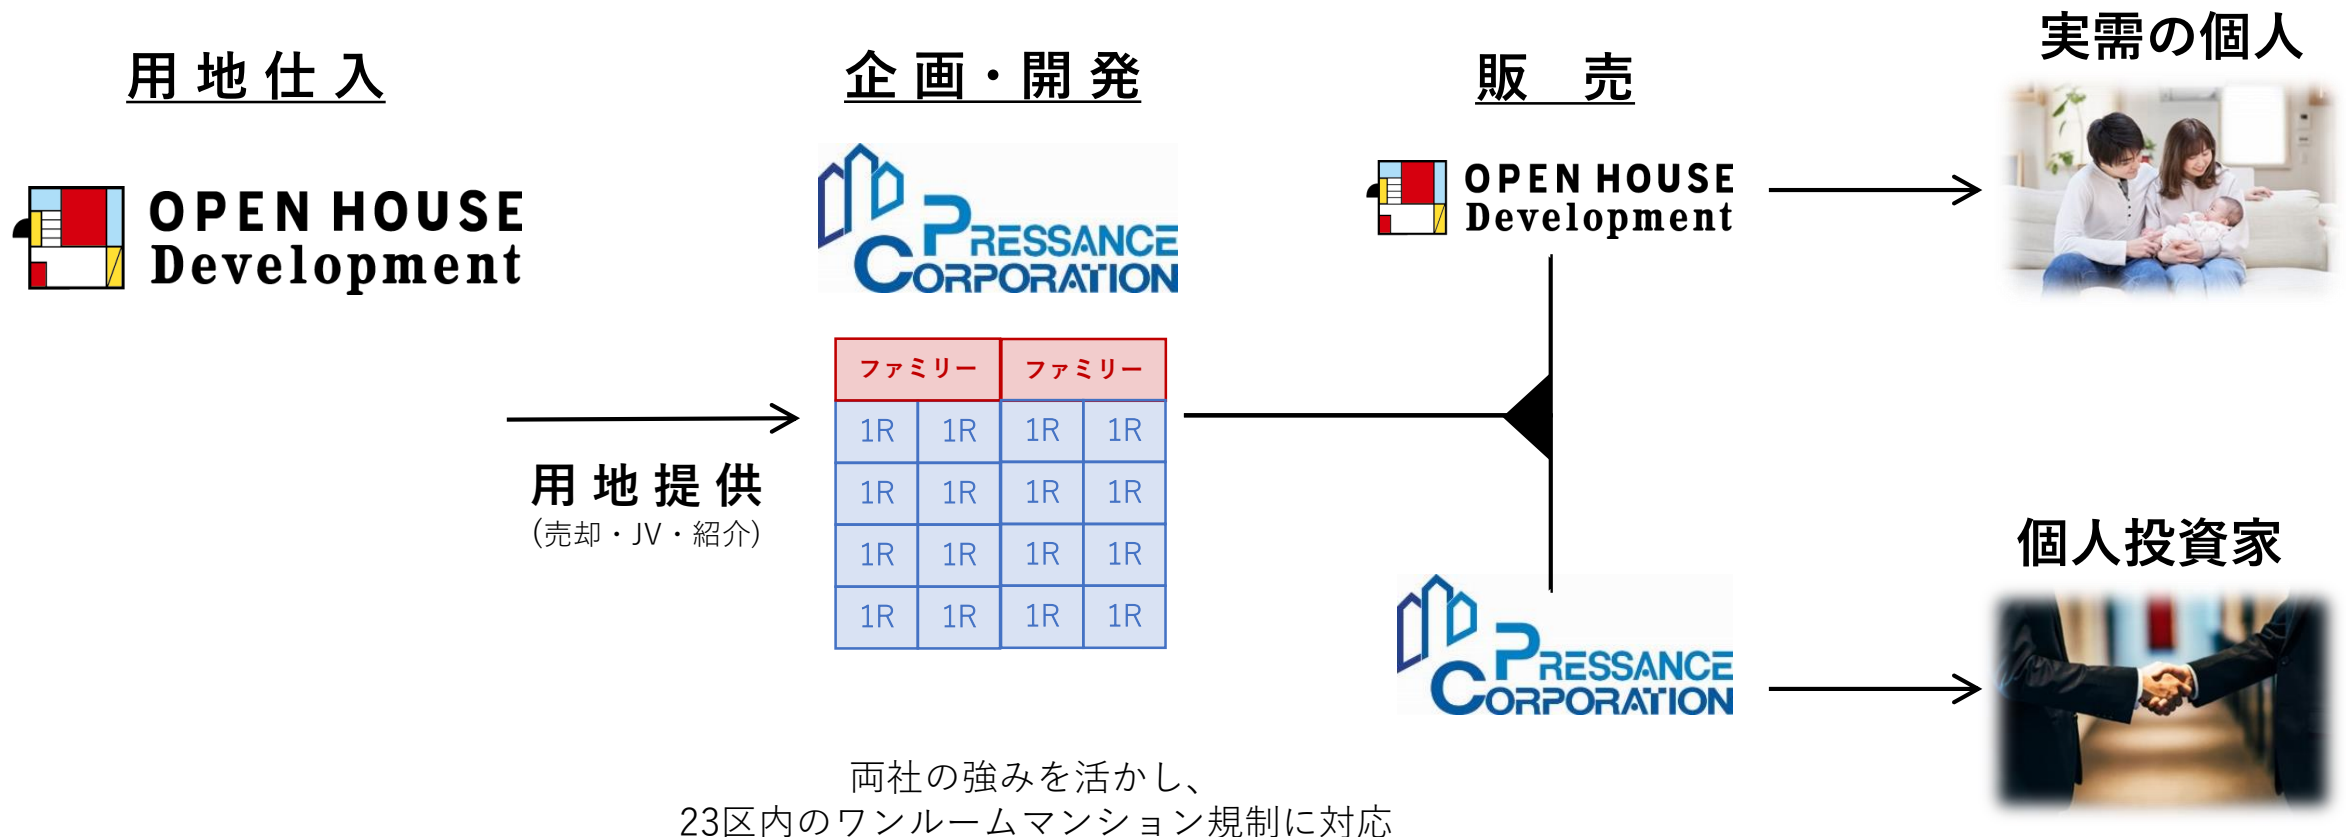 用地仕入
OPEN HOUSE
Development
用地提供
(売却・JV・紹介)
企画・開発
PRESSANCE
CORPORATION
ファミリー ファミリー
1R 1R 1R 1R
1R 1R 1R 1R
1R 1R 1R 1R
1R 1R 1R 1R
両社の強みを活かし、
23区内のワンルームマンション規制に対応
販 売
OPEN HOUSE
Development
PRESSANCE
CORPORATION
実需の個人
個人投資家